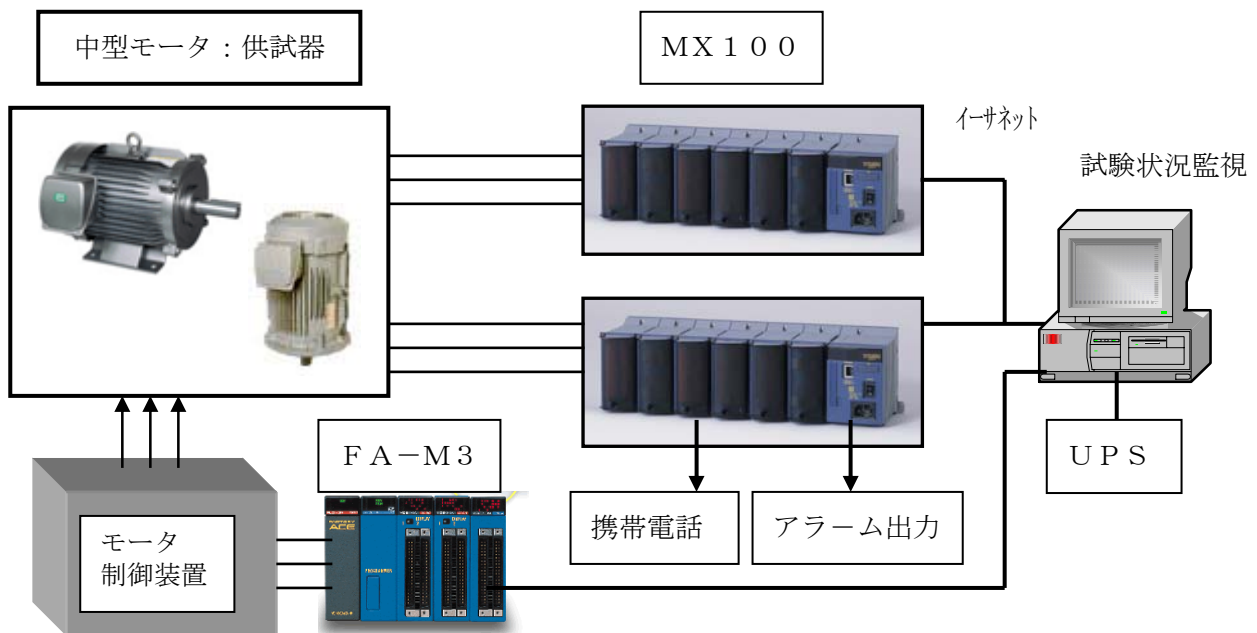 中型モータ：供試器
ＭＸ１００
イーサネット
試験状況監視
ＦＡ－Ｍ３
ＵＰＳ
携帯電話
アラーム出力
モータ
制御装置